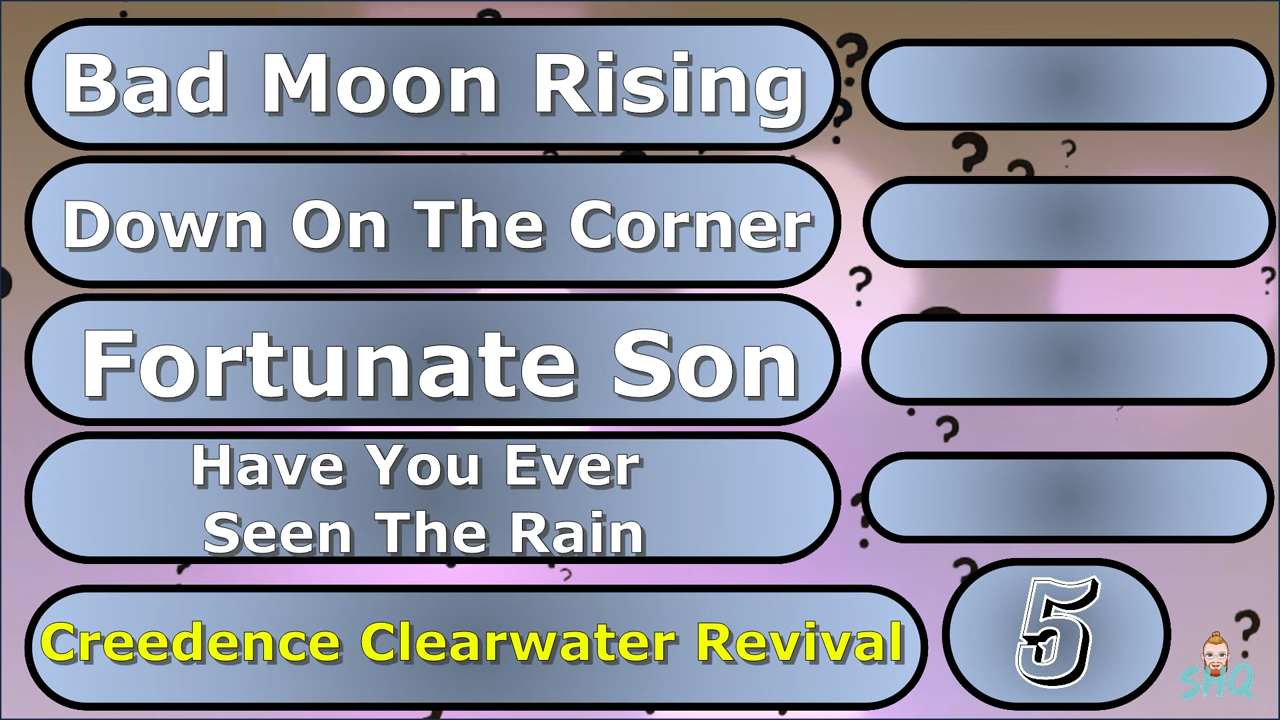 Bad Moon Rising
Down On The Corner
Fortunate Son
Have You Ever
Seen The Rain
Creedence Clearwater Revival
5
SHQ